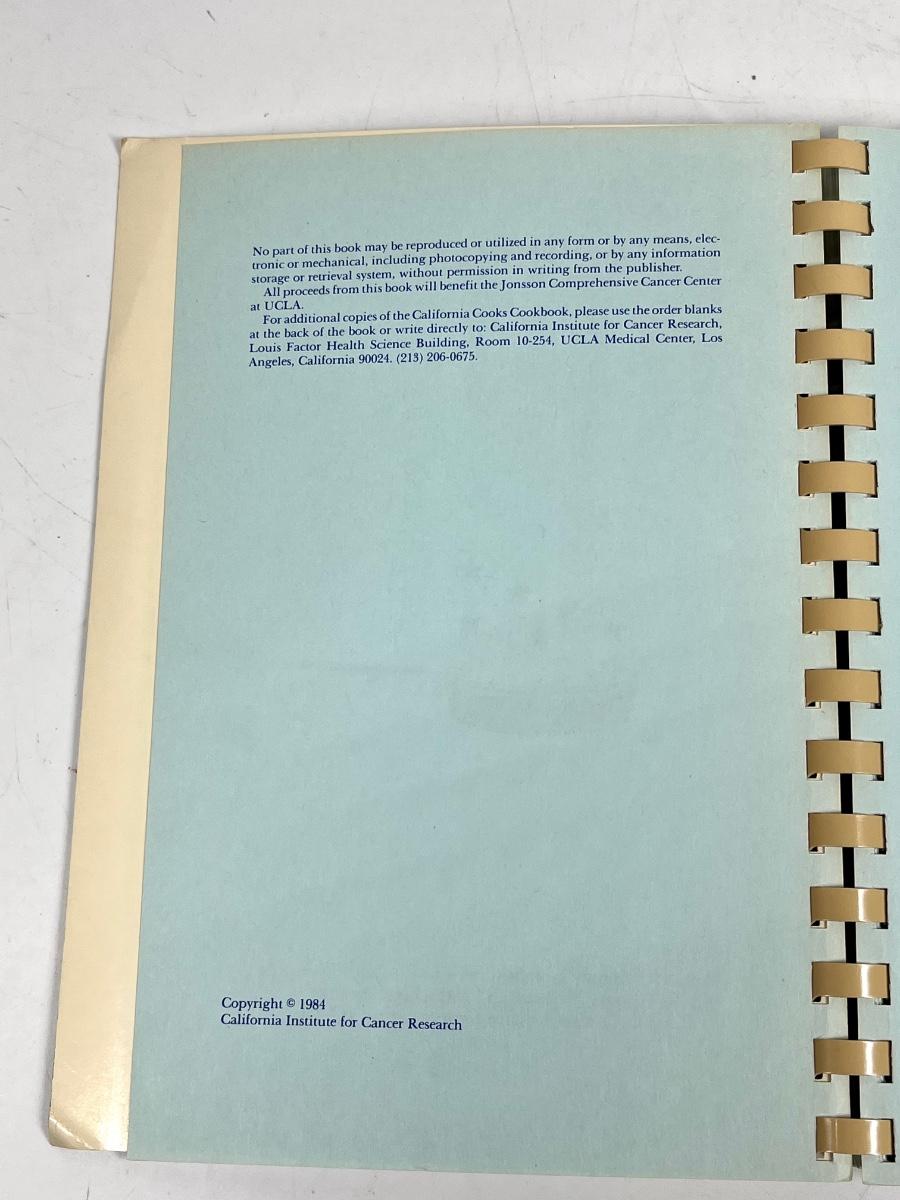 No part of this book may be reproduced or utilized in any form or by any means, elec-
tronic or mechanical, including photocopying and recording, or by any information
storage or retrieval system, without permission in writing from the publisher.
All proceeds from this book will benefit the Jonsson Comprehensive Cancer Center
at UCLA.
For additional copies of the California Cooks Cookbook, please use the order blanks
at the back of the book or write directly to: California Institute for Cancer Research,
Louis Factor Health Science Building, Room 10-254, UCLA Medical Center, Los
Angeles, California 90024. (213) 206-0675.
Copyright © 1984
California Institute for Cancer Research